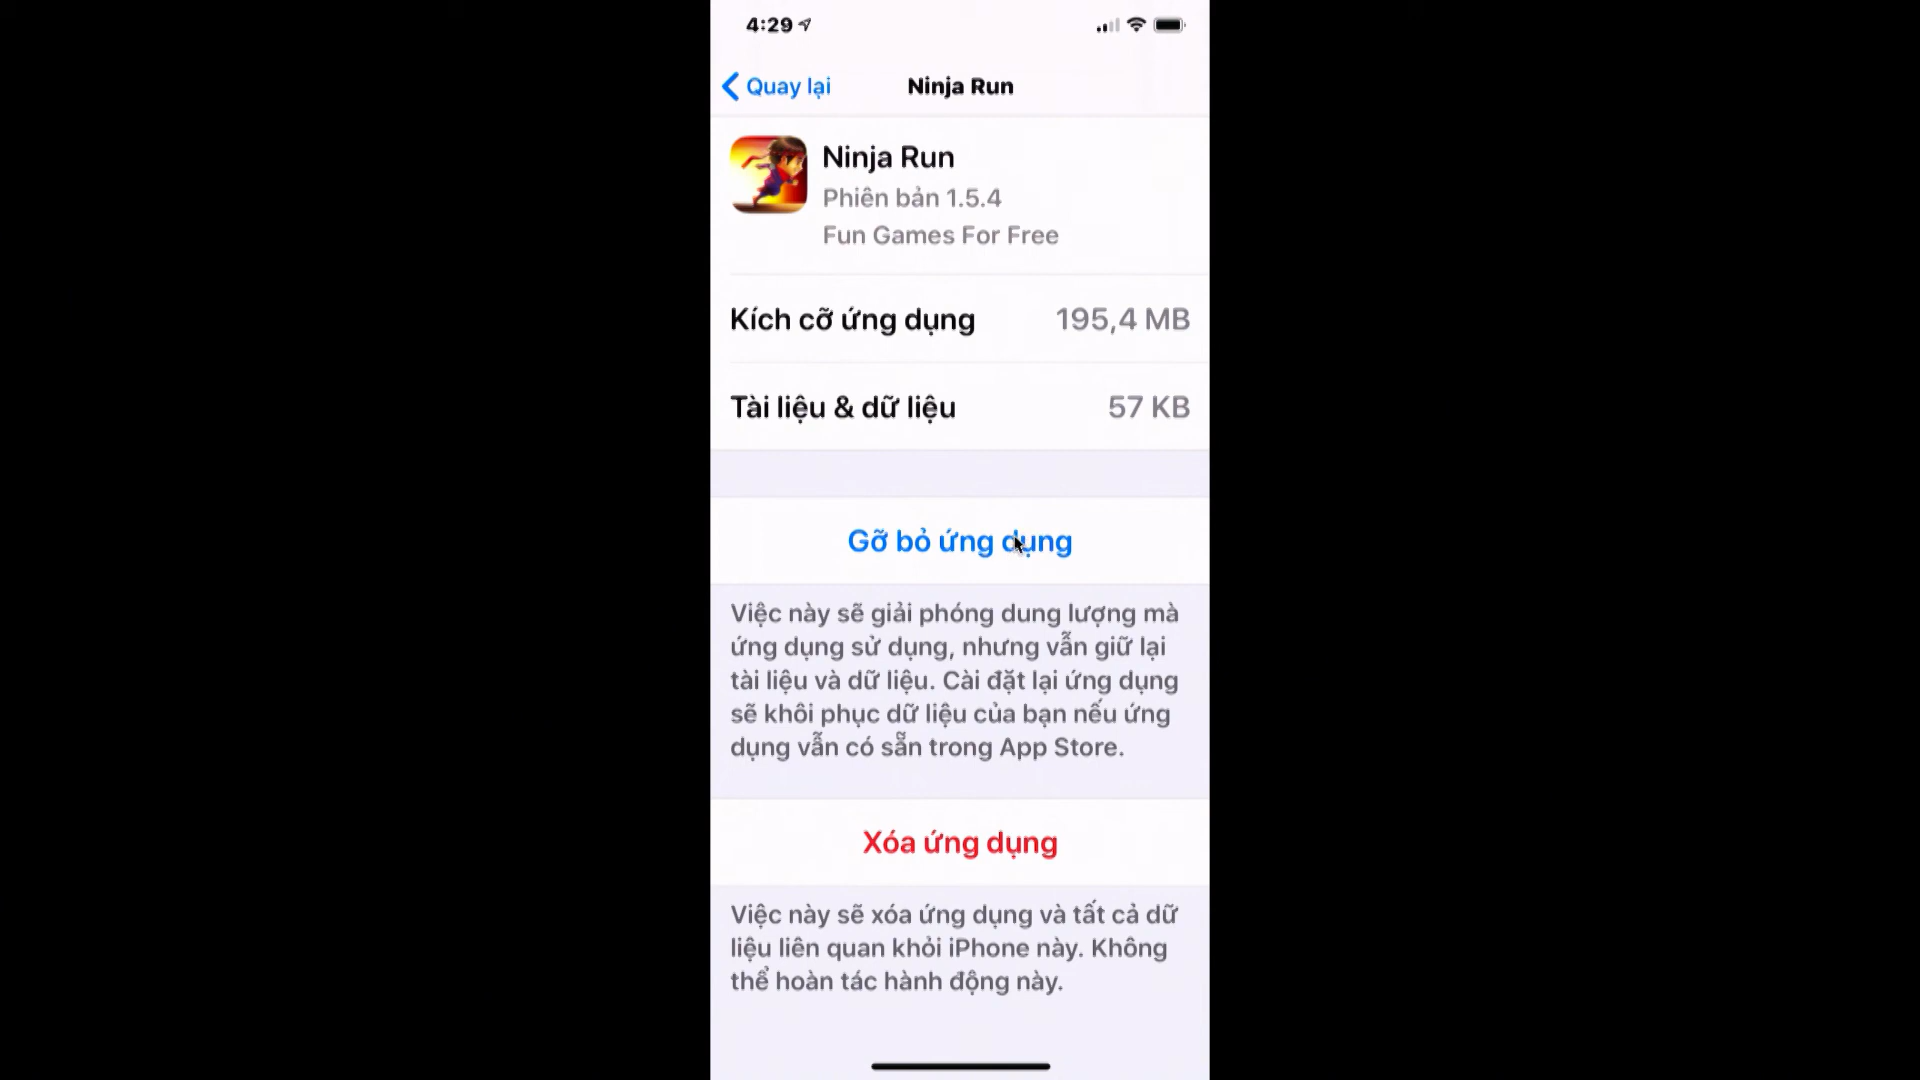 4:29
Quay lại
Ninja Run
Ninja Run
Phiên bản 1.5.4
Fun Games For Free
Kích cỡ ứng dụng 195,4 MB
Tài liệu & dữ liệu 57 KB
Gỡ bỏ ứng dụng
Việc này sẽ giải phóng dung lượng mà
ứng dụng sử dụng, nhưng vẫn giữ lại
tài liệu và dữ liệu. Cài đặt lại ứng dụng
sẽ khôi phục dữ liệu của bạn nếu ứng
dụng vẫn có sẵn trong App Store.
Xóa ứng dụng
Việc này sẽ xóa ứng dụng và tất cả dữ
liệu liên quan khỏi iPhone này. Không
thể hoàn tác hành động này.